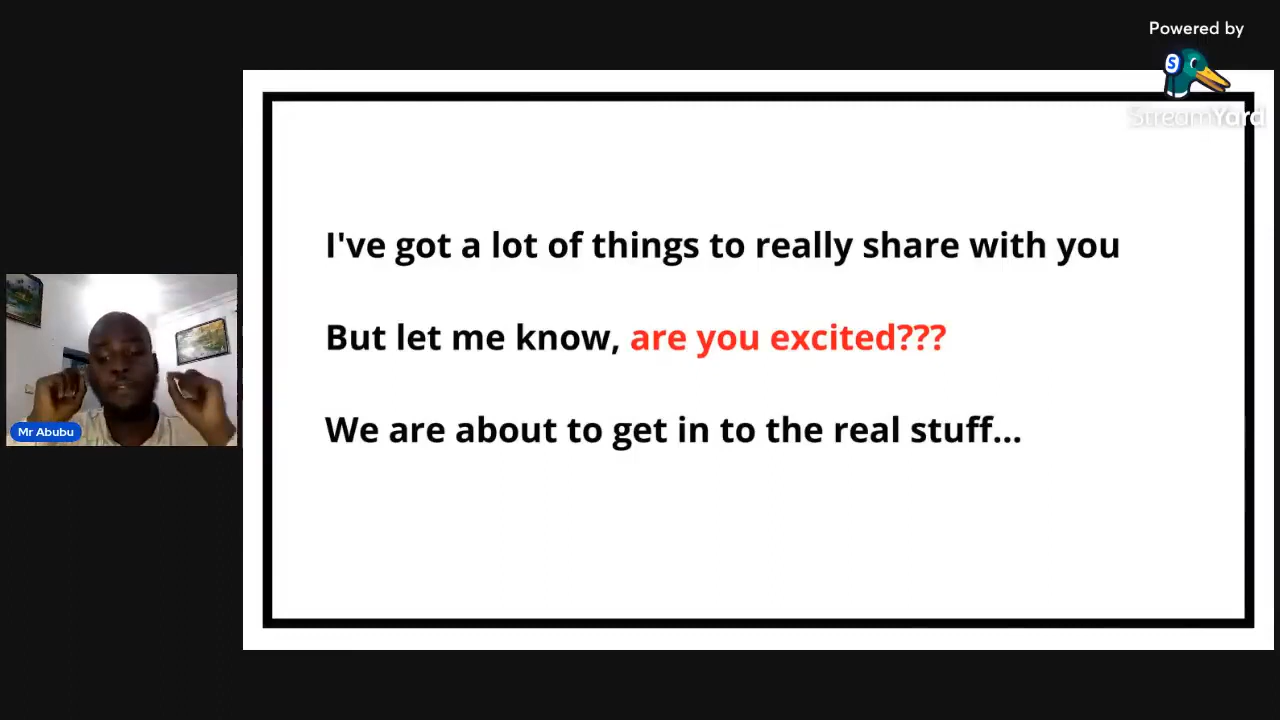 Powered by
StreamYard
I've got a lot of things to really share with you
But let me know, are you excited???
We are about to get in to the real stuff...
Mr Abubu